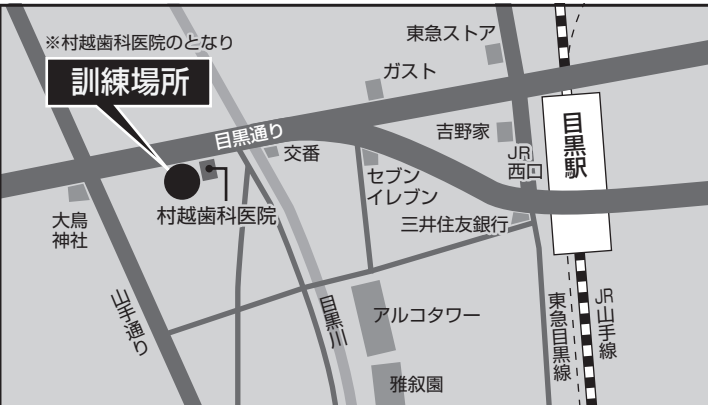 ※村越歯科医院のとなり
訓練場所
東急ストア
ガスト
目黒通り
交番
吉野家
JR
西口
目黒駅
セブン
イレブン
大鳥
神社
村越歯科医院
三井住友銀行
山手通り
目黒川
アルコタワー
雅叙園
東急目黒線
JR山手線